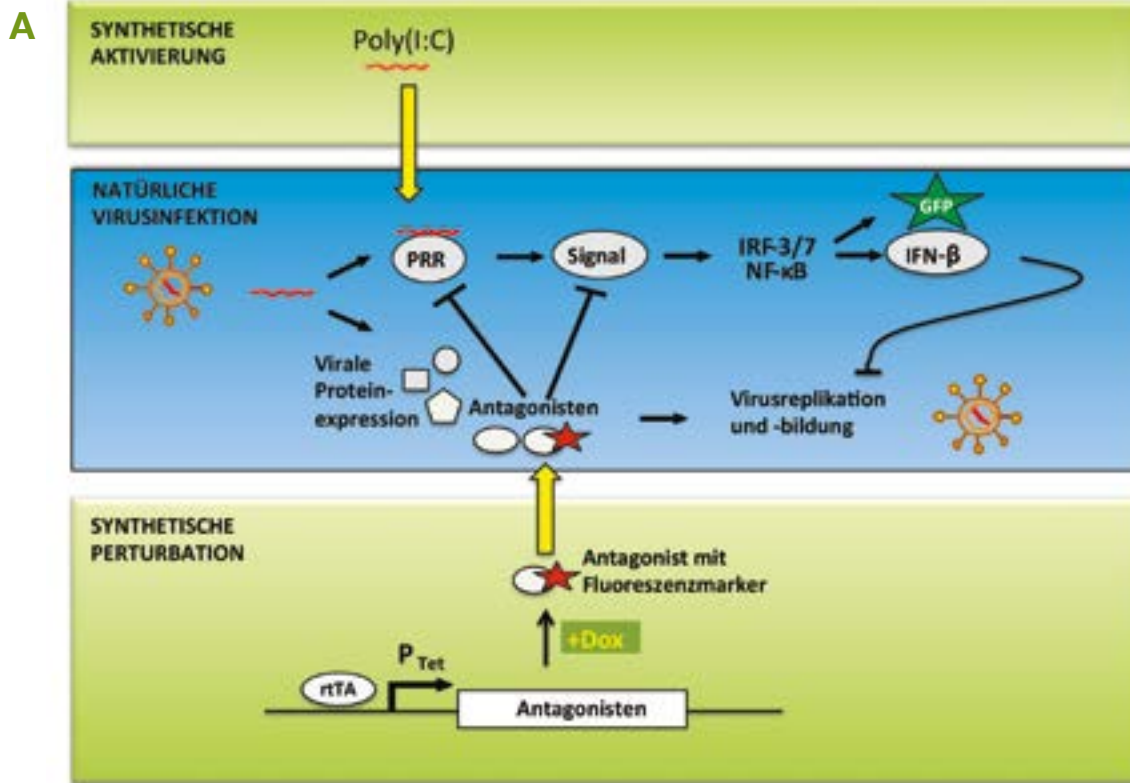 A
SYNTHETISCHE
AKTIVIERUNG
Poly(I:C)
NATÜRLICHE
VIRUSINFEKTION
PRR
Signal
IRF-3/7
NF-κB
GFP
IFN-β
Virale
Protein-
expression
Antagonisten
Virusreplikation
und -bildung
SYNTHETISCHE
PERTURBATION
Antagonist mit
Fluoreszenzmarker
+Dox
P Tet
rtTA
Antagonisten